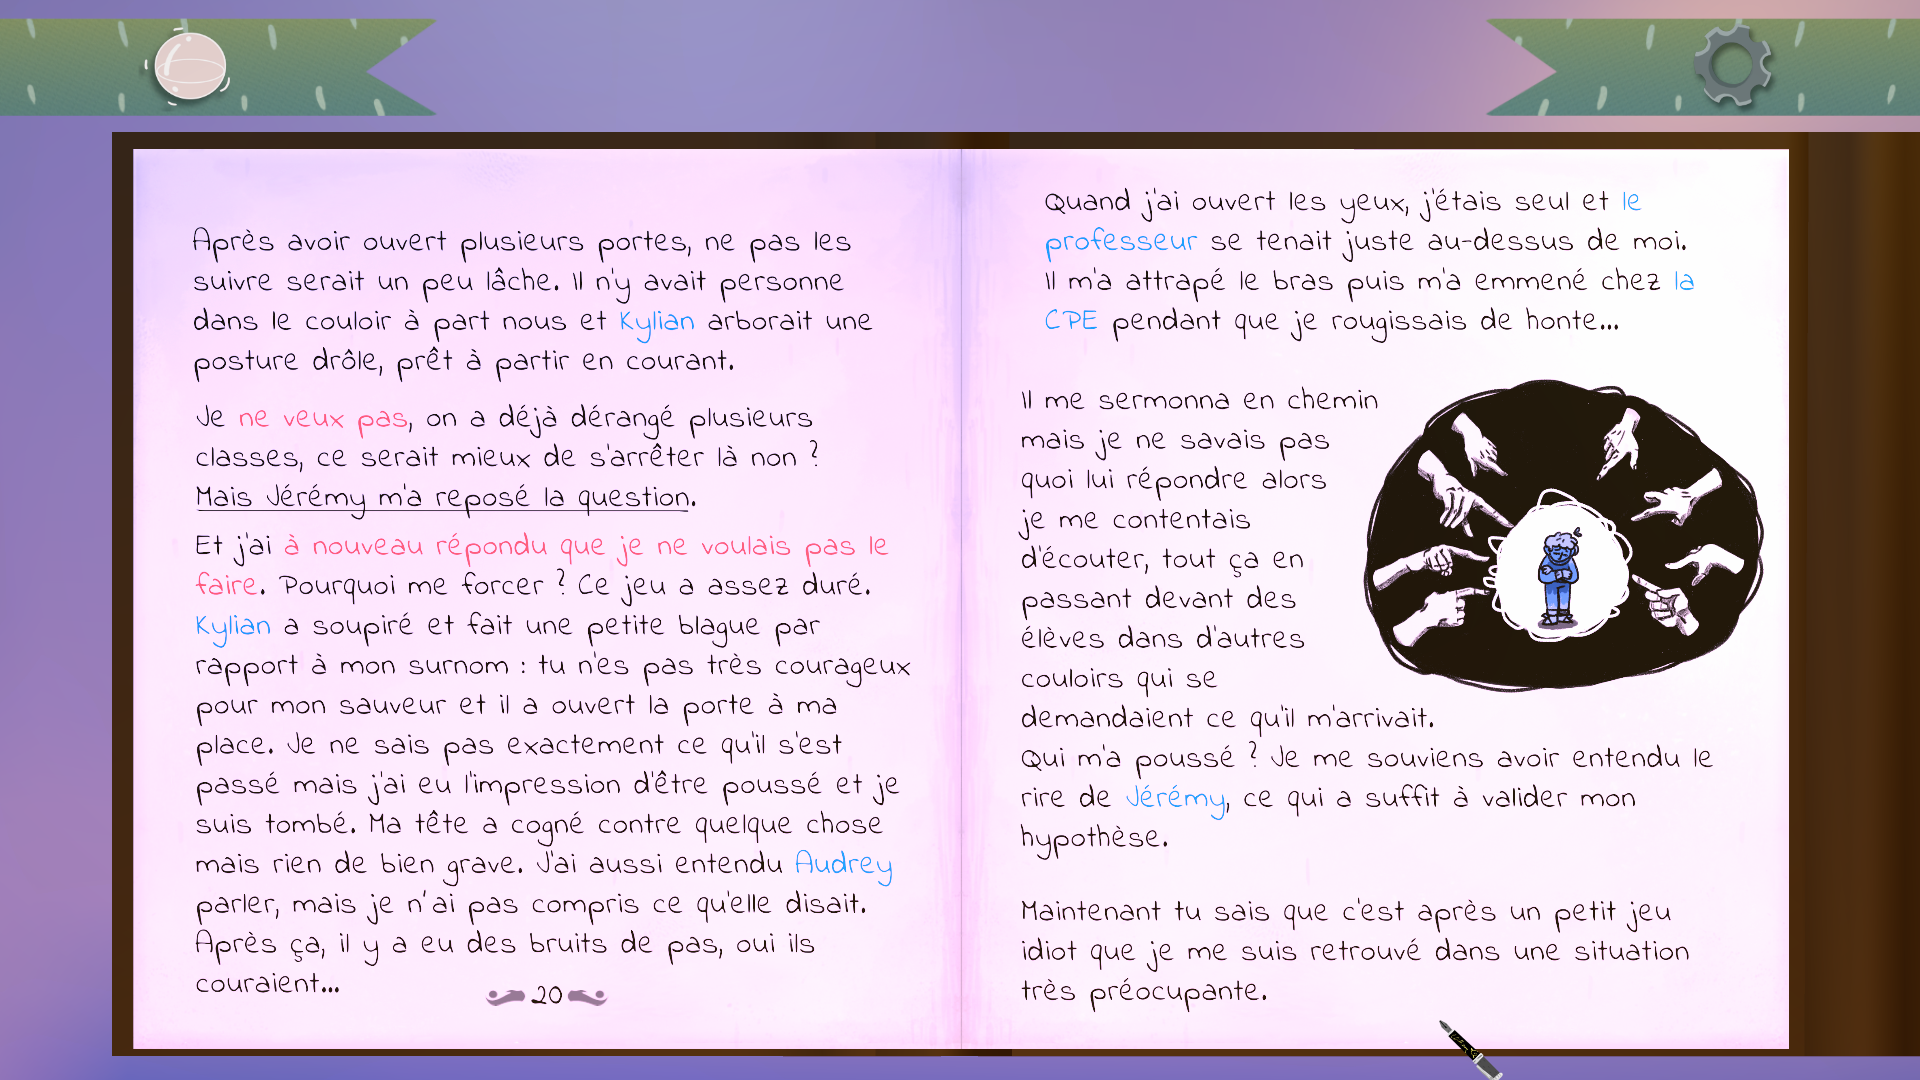 Après avoir ouvert plusieurs portes, ne pas les
suivre serait un peu lâche. Il n'y avait personne
dans le couloir à part nous et Kylian arborait une
posture drôle, prêt à partir en courant.
Je ne veux pas, on a déjà dérangé plusieurs
classes, ce serait mieux de s'arrêter là non ?
Mais Jérémy m'a reposé la question.
Et j'ai à nouveau répondu que je ne voulais pas le
faire. Pourquoi me forcer ? Ce jeu a assez duré.
Kylian a soupiré et fait une petite blague par
rapport à mon surnom : tu n'es pas très courageux
pour mon sauveur et il a ouvert la porte à ma
place. Je ne sais pas exactement ce qu'il s'est
passé mais j'ai eu l'impression d'être poussé et je
suis tombé. Ma tête a cogné contre quelque chose
mais rien de bien grave. J'ai aussi entendu Audrey
parler, mais je n'ai pas compris ce qu'elle disait.
Après ça, il y a eu des bruits de pas, oui ils
couraient...
20
Quand j'ai ouvert les yeux, j'étais seul et le
professeur se tenait juste au-dessus de moi.
Il m'a attrapé le bras puis m'a emmené chez la
CPE pendant que je rougissais de honte...
Il me sermonna en chemin
mais je ne savais pas
quoi lui répondre alors
je me contentais
d'écouter, tout ça en
passant devant des
élèves dans d'autres
couloirs qui se
demandaient ce qu'il m'arrivait.
Qui m'a poussé ? Je me souviens avoir entendu le
rire de Jérémy, ce qui a suffit à valider mon
hypothèse.
Maintenant tu sais que c'est après un petit jeu
idiot que je me suis retrouvé dans une situation
très préocupante.